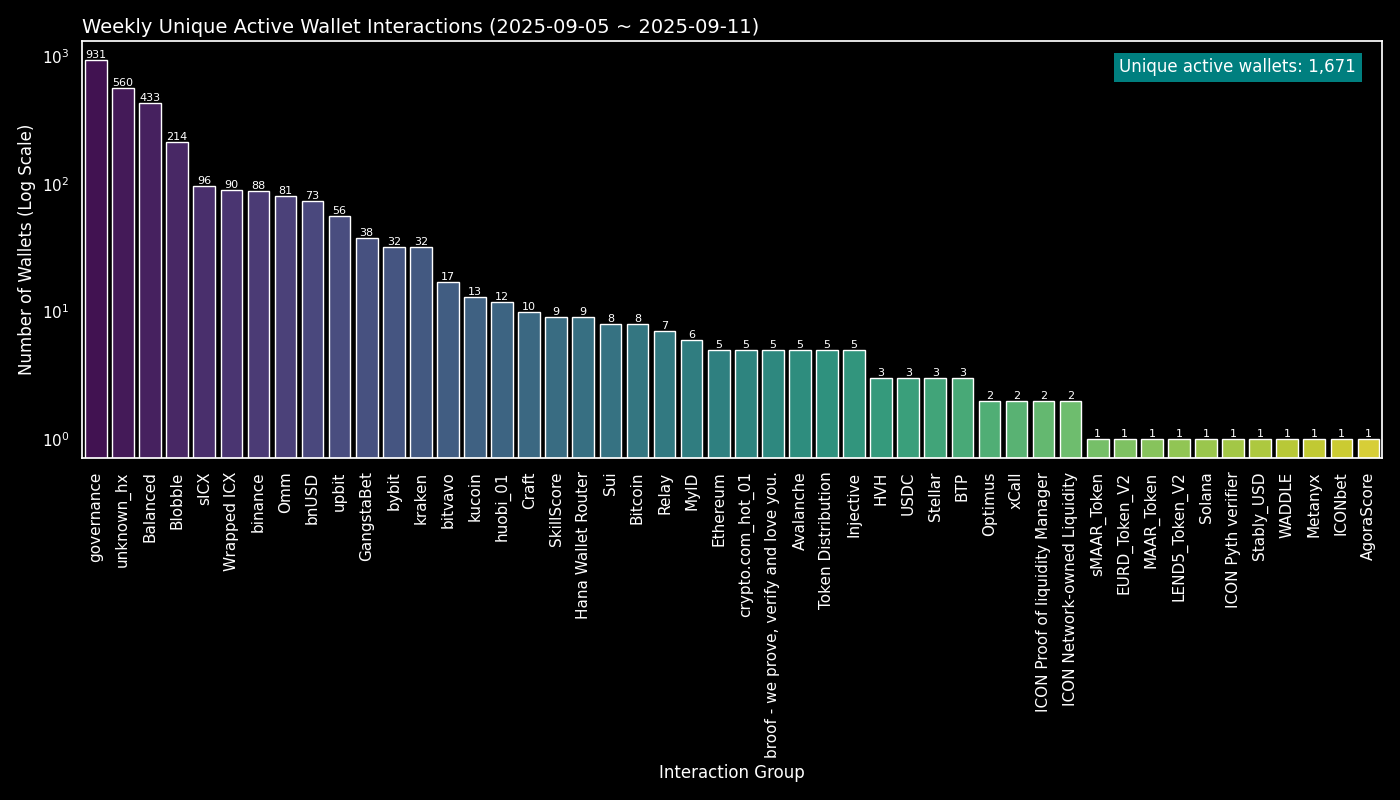 Weekly Unique Active Wallet Interactions (2025-09-05 ~ 2025-09-11)
Unique active wallets: 1,671
Number of Wallets (Log Scale)
10³
10²
10¹
10⁰
931
560
433
214
96
90
88
81
73
56
38
32
32
17
13
12
10
9
9
8
8
7
6
5
5
5
5
5
5
3
3
3
3
2
2
2
2
1
1
1
1
1
1
1
1
1
1
1
governance
unknown_hx
Balanced
Blobble
sICX
Wrapped ICX
binance
Omm
bnUSD
upbit
GangstaBet
bybit
kraken
bitvavo
kucoin
huobi_01
Craft
SkillScore
Hana Wallet Router
Sui
Bitcoin
Relay
MyID
Ethereum
crypto.com_hot_01
broof - we prove, verify and love you.
Avalanche
Token Distribution
Injective
HVH
USDC
Stellar
BTP
Optimus
xCall
ICON Proof of liquidity Manager
ICON Network-owned Liquidity
sMAAR_Token
EURD_Token_V2
MAAR_Token
LEND5_Token_V2
Solana
ICON Pyth verifier
Stably_USD
WADDLE
Metanyx
ICONbet
AgoraScore
Interaction Group